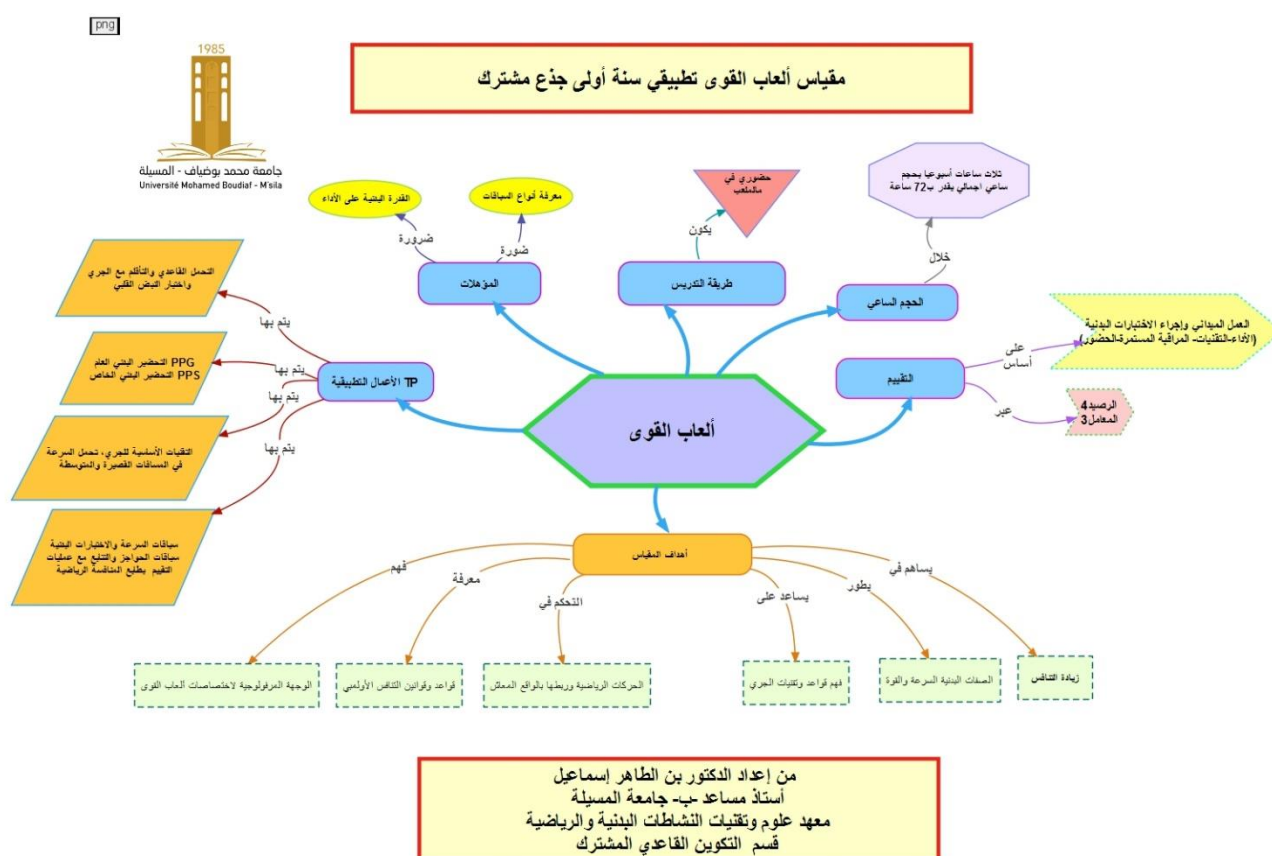 png
1985
جامعة محمد بوضياف - المسيلة
Université Mohamed Boudiaf - M'sila
مقياس ألعاب القوى تطبيقي سنة أولى جذع مشترك
ثلاث ساعات أسبوعيا بحجم
ساعي اجمالي يقدر ب72 ساعة
حضوري في
مالملعب
معرفة أنواع السباقات
القدرة البدنية على الأداء
خلال
يكون
ضورة
ضرورة
الحجم الساعي
طريقة التدريس
المؤهلات
التحمل القاعدي والتأقلم مع الجري
واختبار النبض القلبي
يتم بها
العمل الميداني وإجراء الاختبارات البدنية
(الأداء-التقنيات- المراقبة المستمرة-الحضور)
على
أساس
التقييم
عبر
الرصيد4
المعامل3
ألعاب القوى
TP الأعمال التطبيقية
يتم بها
PPG التحضير البدني العام
PPS التحضير البدني الخاص
يتم بها
التقنيات الأساسية للجري، تحمل السرعة
في المسافات القصيرة والمتوسطة
يتم بها
سباقات السرعة والاختبارات البدنية
سباقات الحواجز والتتابع مع عمليات
التقييم بطابع المنافسة الرياضية
أهداف المقياس
يساهم في
يطور
يساعد على
التحكم في
معرفة
فهم
زيادة التنافس
الصفات البدنية السرعة والقوة
فهم قواعد وتقنيات الجري
الحركات الرياضية وربطها بالواقع المعاش
قواعد وقوانين التنافس الأولمبي
الوجهة المرفولوجية لاختصاصات ألعاب القوى
من إعداد الدكتور بن الطاهر إسماعيل
أستاذ مساعد -ب- جامعة المسيلة
معهد علوم وتقنيات النشاطات البدنية والرياضية
قسم التكوين القاعدي المشترك